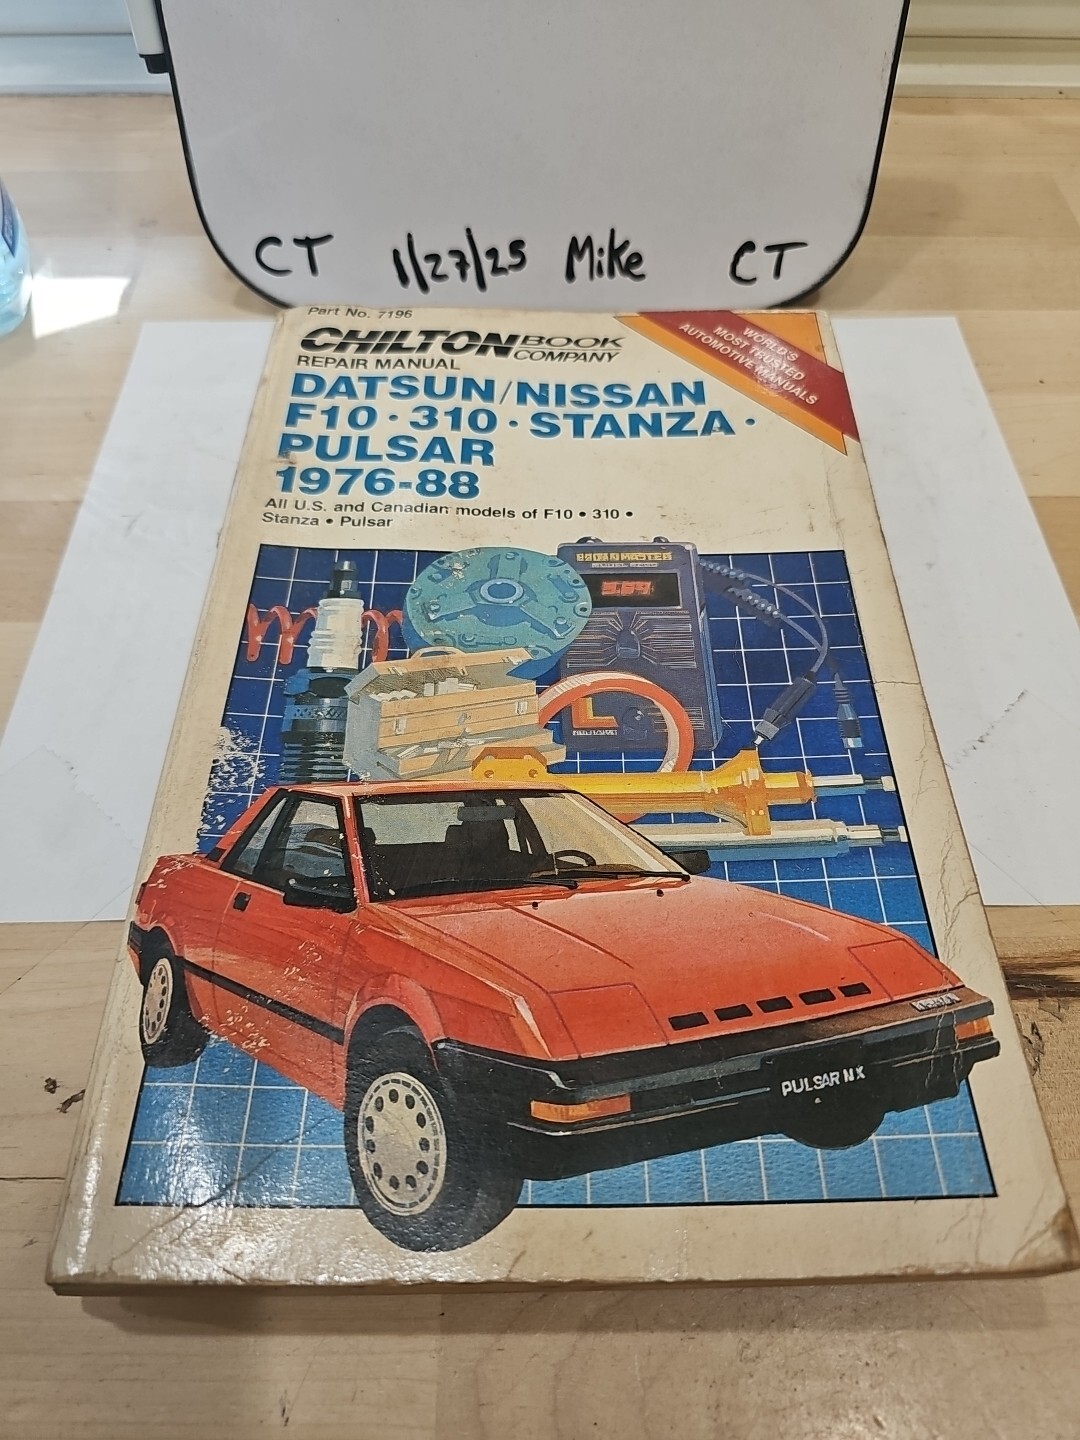 CT 1/27/25 Mike CT
Part No. 7196
CHILTON BOOK COMPANY
REPAIR MANUAL
WORLD'S
MOST TRUSTED
AUTOMOTIVE MANUALS
DATSUN/NISSAN
F10 • 310 • STANZA •
PULSAR
1976-88
All U.S. and Canadian models of F10 • 310 •
Stanza • Pulsar
NISSAN
PULSAR NX